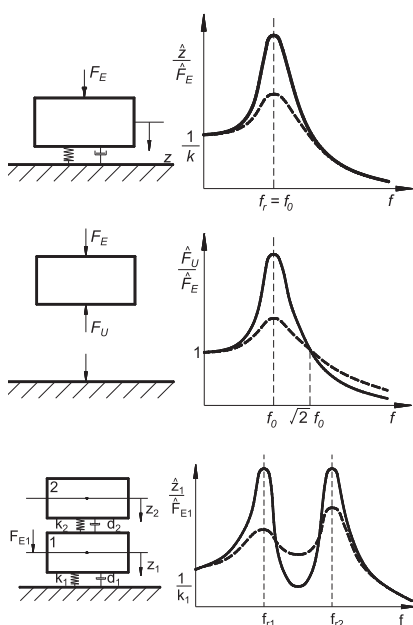 F_E
z
ẑ
F̂_E
1
k
f_r = f_0
f
F_E
F_U
F̂_U
F̂_E
1
f_0
√2 f_0
f
2
z_2
k_2
d_2
F_E1
1
z_1
k_1
d_1
ẑ_1
F̂_E1
1
k_1
f_r1
f_r2
f